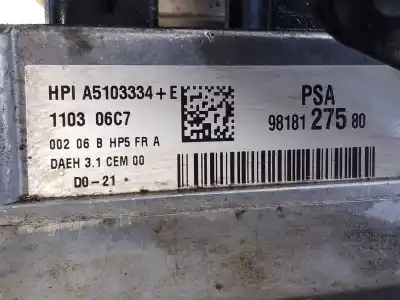 HPI A5103334+E
1103 06C7
002 06 B HP5 FR A
DAEH 3.1 CEM 00
D0-21
PSA
98181 275 80